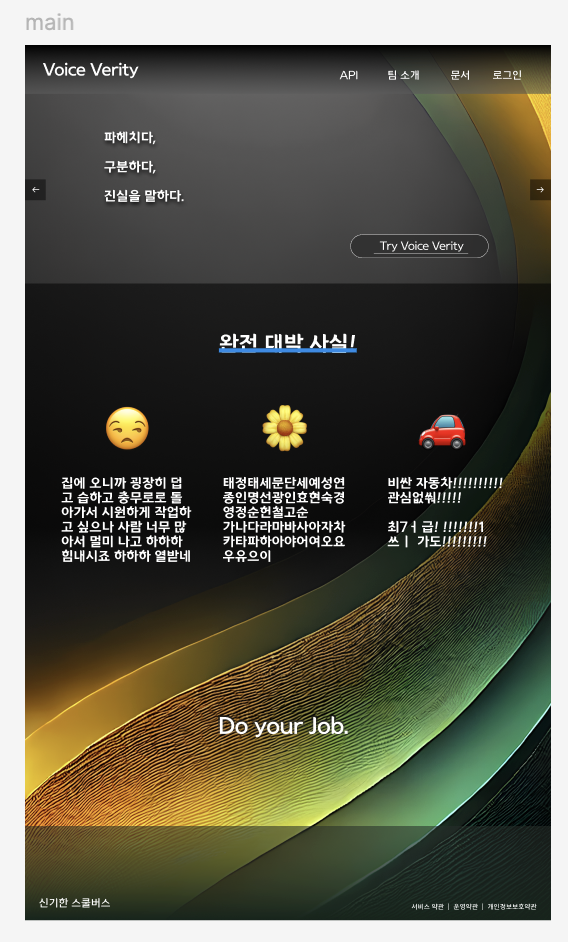 main
Voice Verity
API 팀 소개 문서 로그인
파헤치다,
구분하다,
진실을 말하다.
←
→
Try Voice Verity
완전 대박 사실!
집에 오니까 굉장히 덥
고 습하고 충무로로 돌
아가서 시원하게 작업하
고 싶으나 사람 너무 많
아서 멀미 나고 하하하
힘내시죠 하하하 열받네
태정태세문단세예성연
종인명선광인효현숙경
영정순헌철고순
가나다라마바사아자차
카타파하아야어여오요
우유으이
비싼 자동차!!!!!!!!!!
관심없쒀!!!!!
최7ㅓ급! !!!!!!!1
쓰ㅣ 가도!!!!!!!!!
Do your Job.
신기한 스쿨버스
서비스 약관 | 운영약관 | 개인정보보호약관